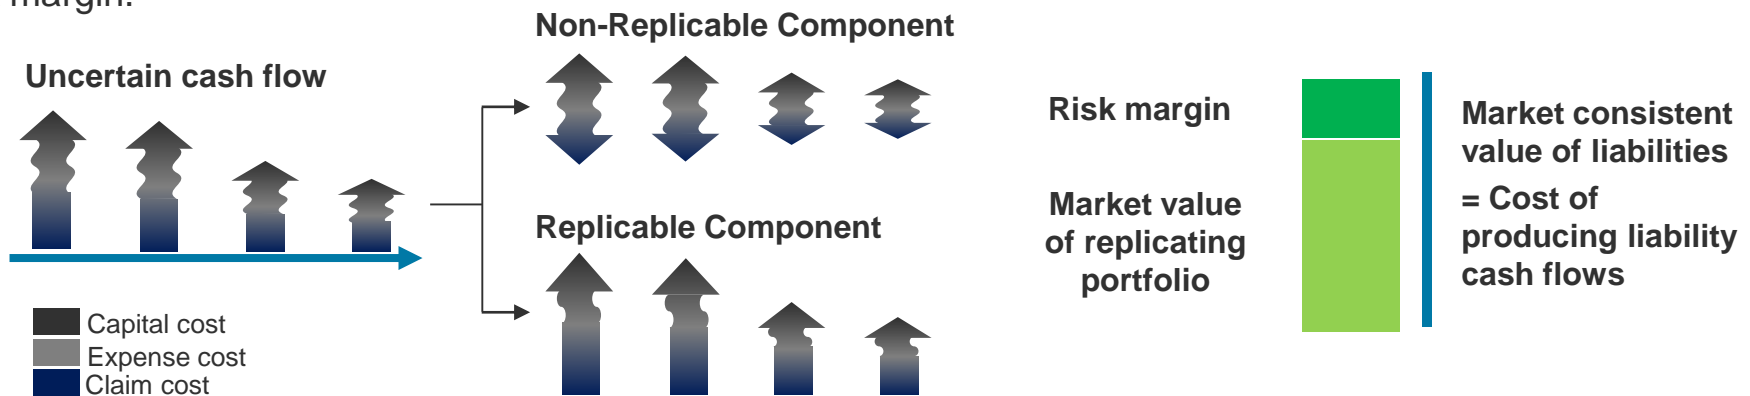 margin.
Uncertain cash flow
Capital cost
Expense cost
Claim cost
Non-Replicable Component
Replicable Component
Risk margin
Market value
of replicating
portfolio
Market consistent
value of liabilities
= Cost of
producing liability
cash flows